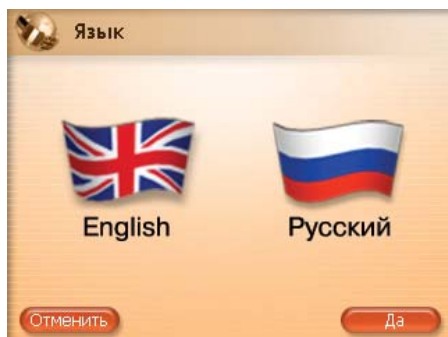 Язык
English
Русский
Отменить
Да